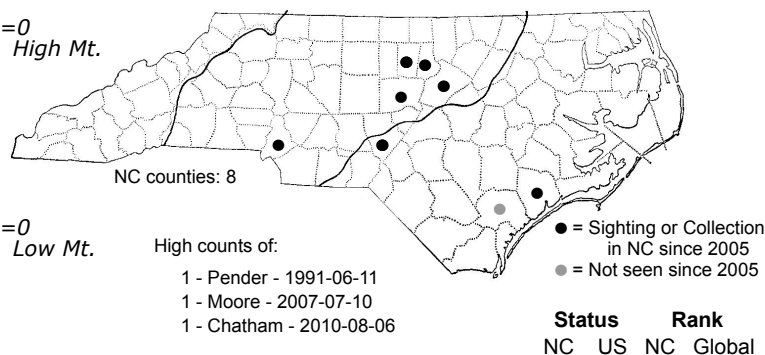 =0
High Mt.
NC counties: 8
=0
Low Mt.
High counts of:
1 - Pender - 1991-06-11
1 - Moore - 2007-07-10
1 - Chatham - 2010-08-06
● = Sighting or Collection
in NC since 2005
● = Not seen since 2005
Status Rank
NC US NC Global